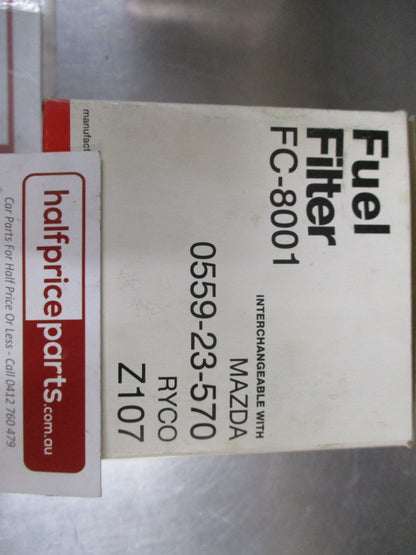 Fuel
Filter
FC-8001
INTERCHANGEABLE WITH
MAZDA
0559-23-570
RYCO
Z107
manufact
halfpriceparts.com.au
Car Parts For Half Price Or Less - Call 0412 760 479